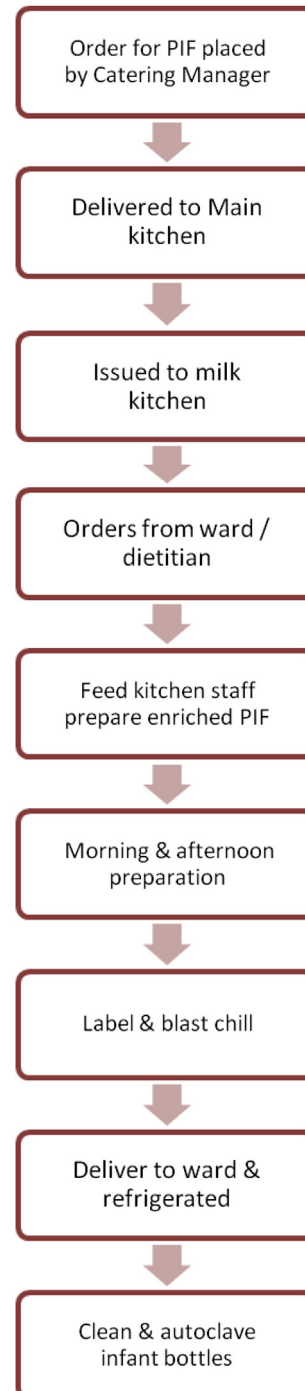 Order for PIF placed
by Catering Manager
Delivered to Main
kitchen
Issued to milk
kitchen
Orders from ward /
dietitian
Feed kitchen staff
prepare enriched PIF
Morning & afternoon
preparation
Label & blast chill
Deliver to ward &
refrigerated
Clean & autoclave
infant bottles